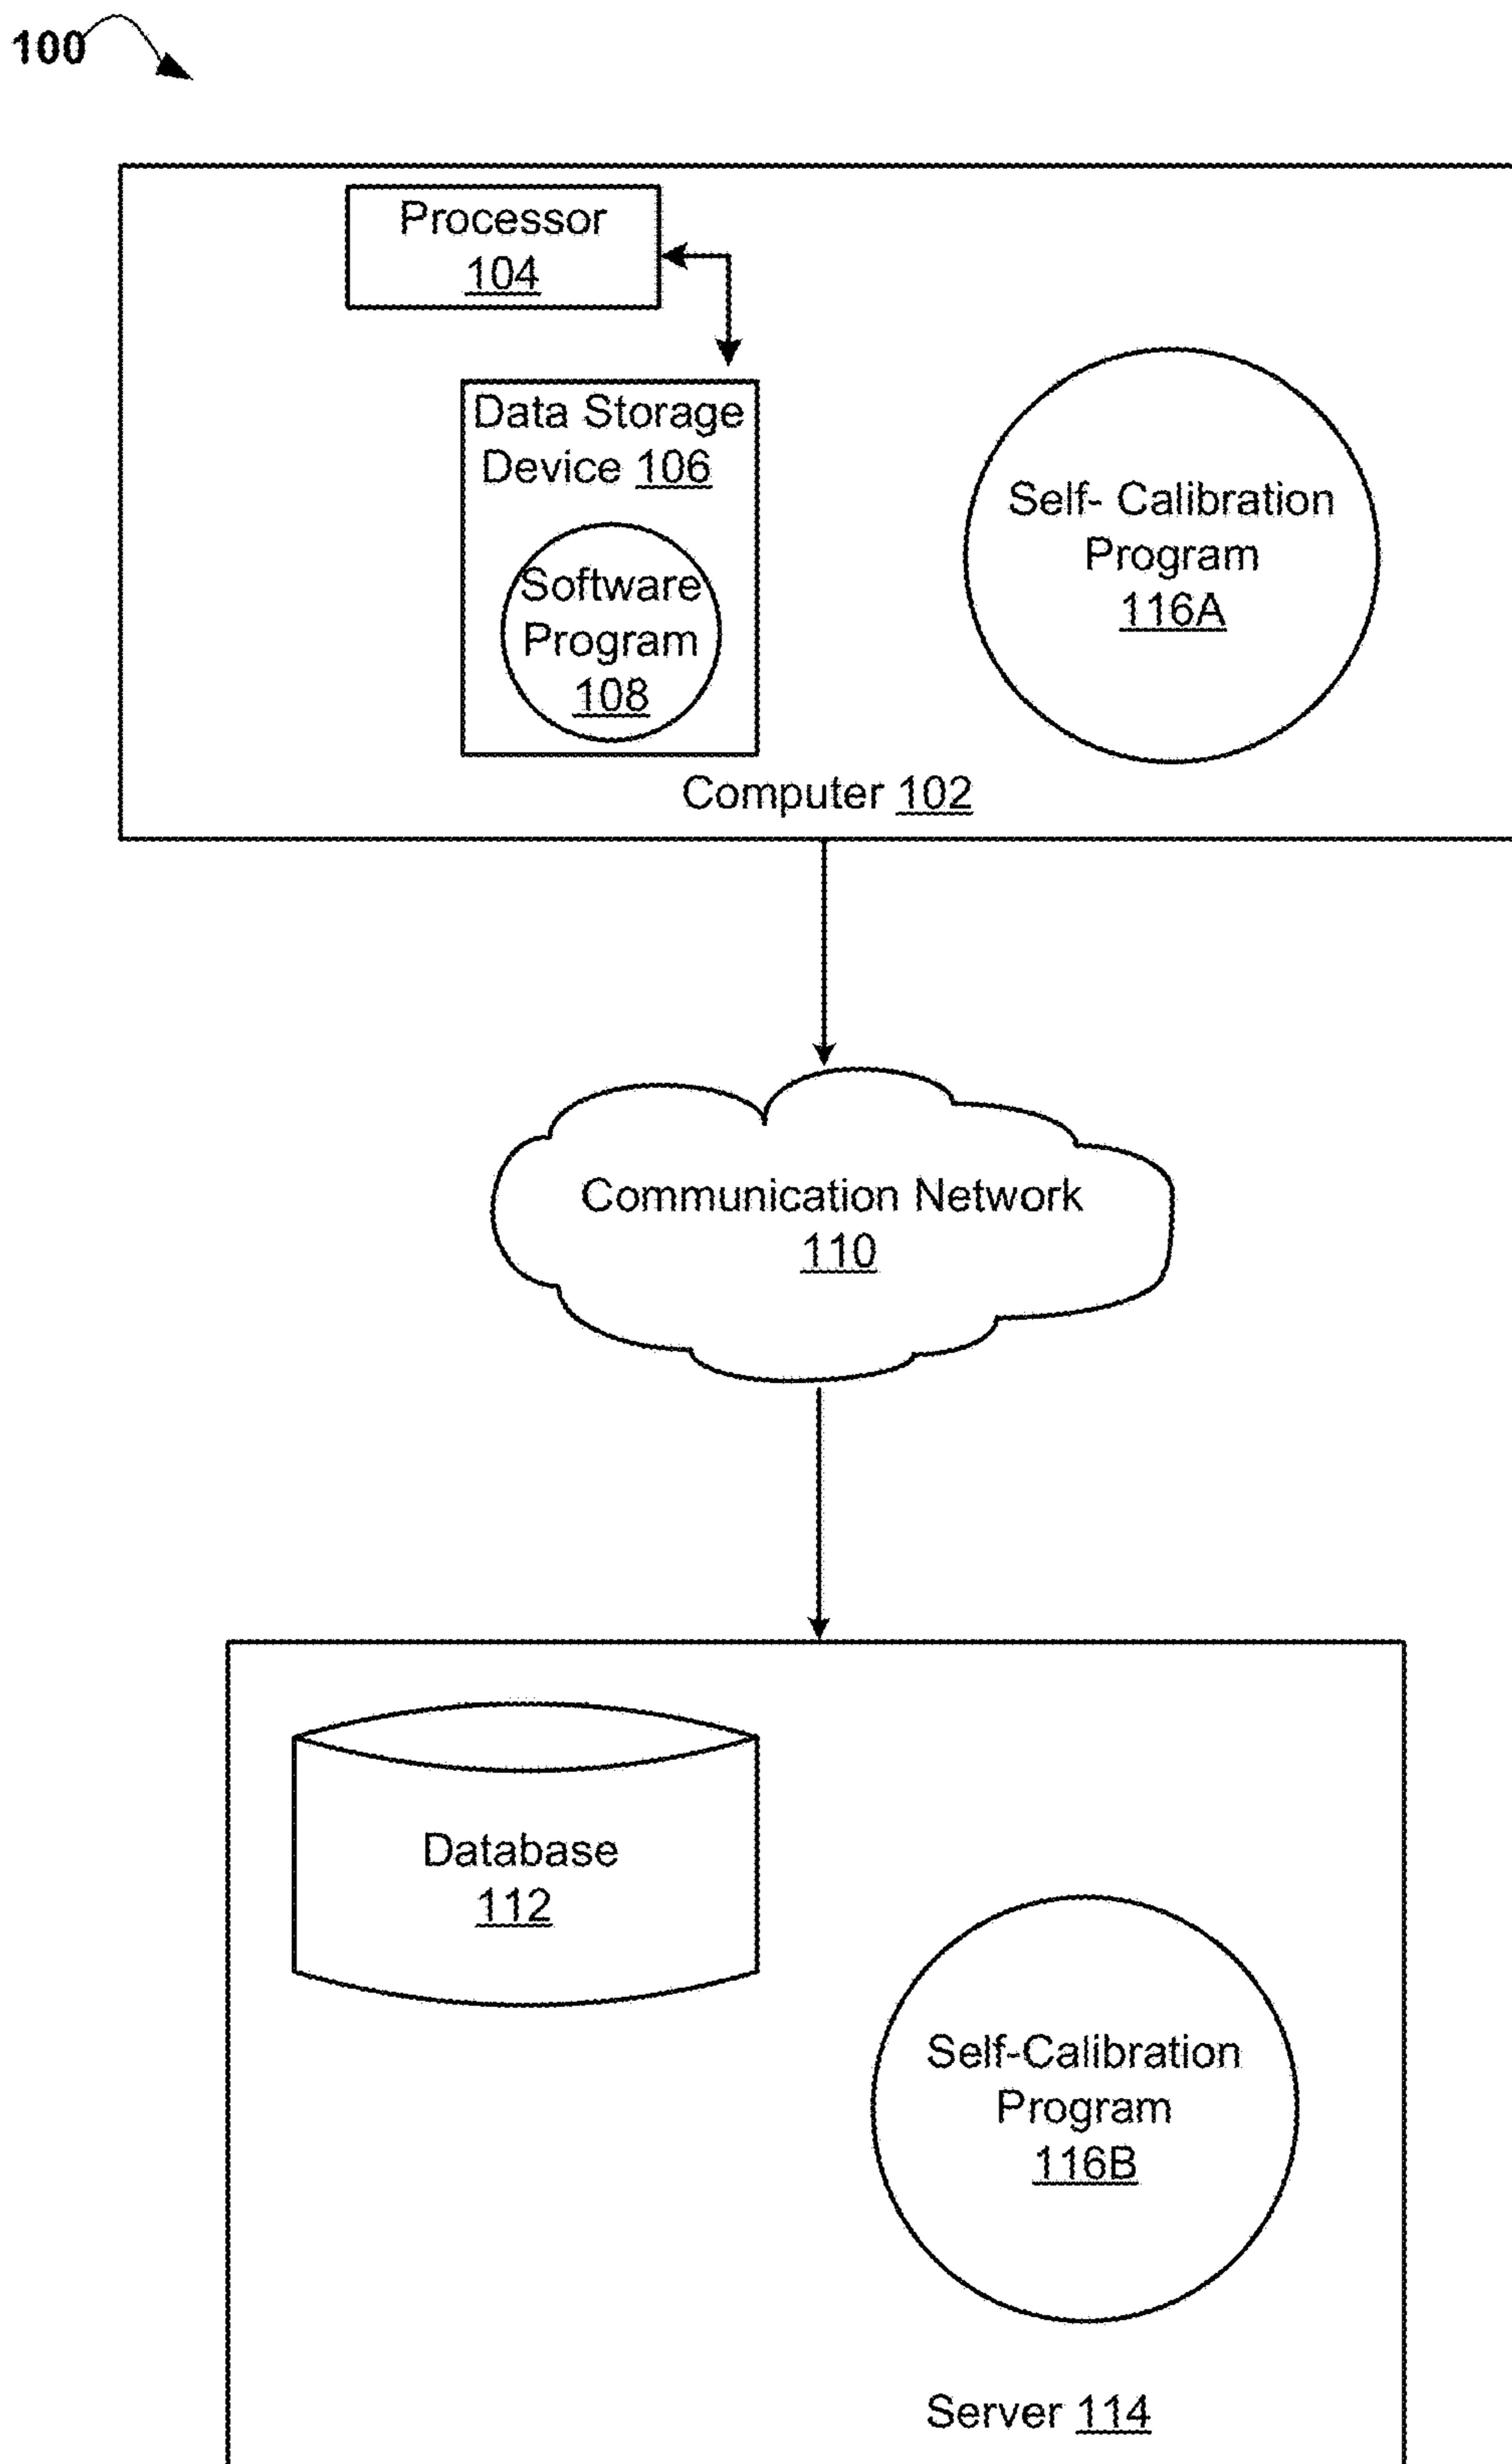 100
Processor
104
Data Storage
Device 106
Software
Program
108
Self- Calibration
Program
116A
Computer 102
Communication Network
110
Database
112
Self-Calibration
Program
116B
Server 114